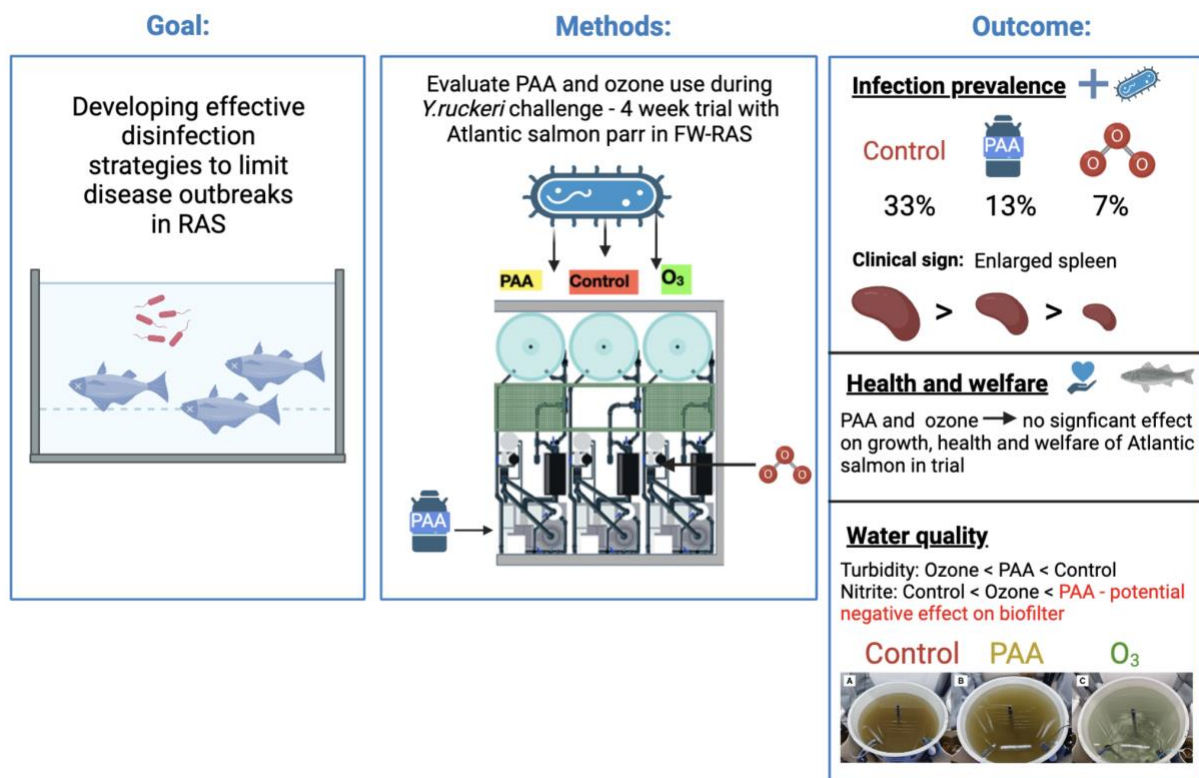 Goal:
Developing effective
disinfection
strategies to limit
disease outbreaks
in RAS
Methods:
Evaluate PAA and ozone use during
Y.ruckeri challenge - 4 week trial with
Atlantic salmon parr in FW-RAS
PAA
Control
O₃
PAA
O
O
O
Outcome:
Infection prevalence
Control
PAA
O
O
O
33%
13%
7%
Clinical sign: Enlarged spleen
>
>
Health and welfare
PAA and ozone → no signficant effect
on growth, health and welfare of Atlantic
salmon in trial
Water quality
Turbidity: Ozone < PAA < Control
Nitrite: Control < Ozone < PAA - potential
negative effect on biofilter
Control
PAA
O₃
A
B
C